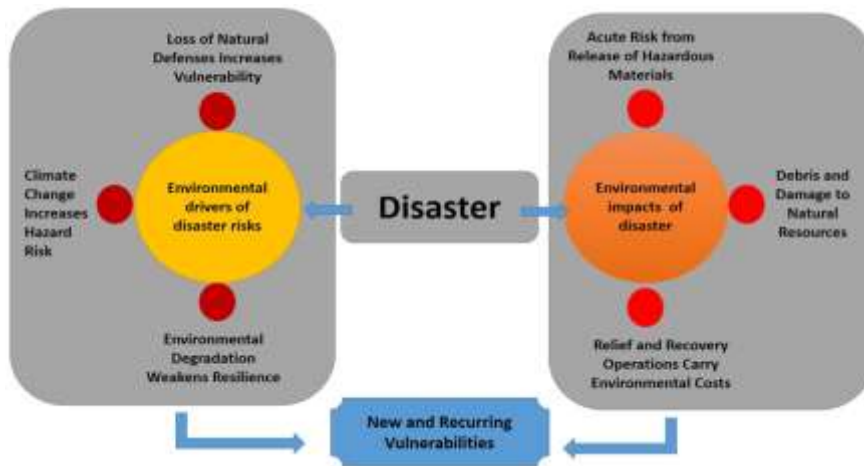 Loss of Natural
Defenses Increases
Vulnerability
Climate
Change
Increases
Hazard
Risk
Environmental
drivers of
disaster risks
Environmental
Degradation
Weakens Resilience
Disaster
Acute Risk from
Release of Hazardous
Materials
Environmental
impacts of
disaster
Debris and
Damage to
Natural
Resources
Relief and Recovery
Operations Carry
Environmental Costs
New and Recurring
Vulnerabilities